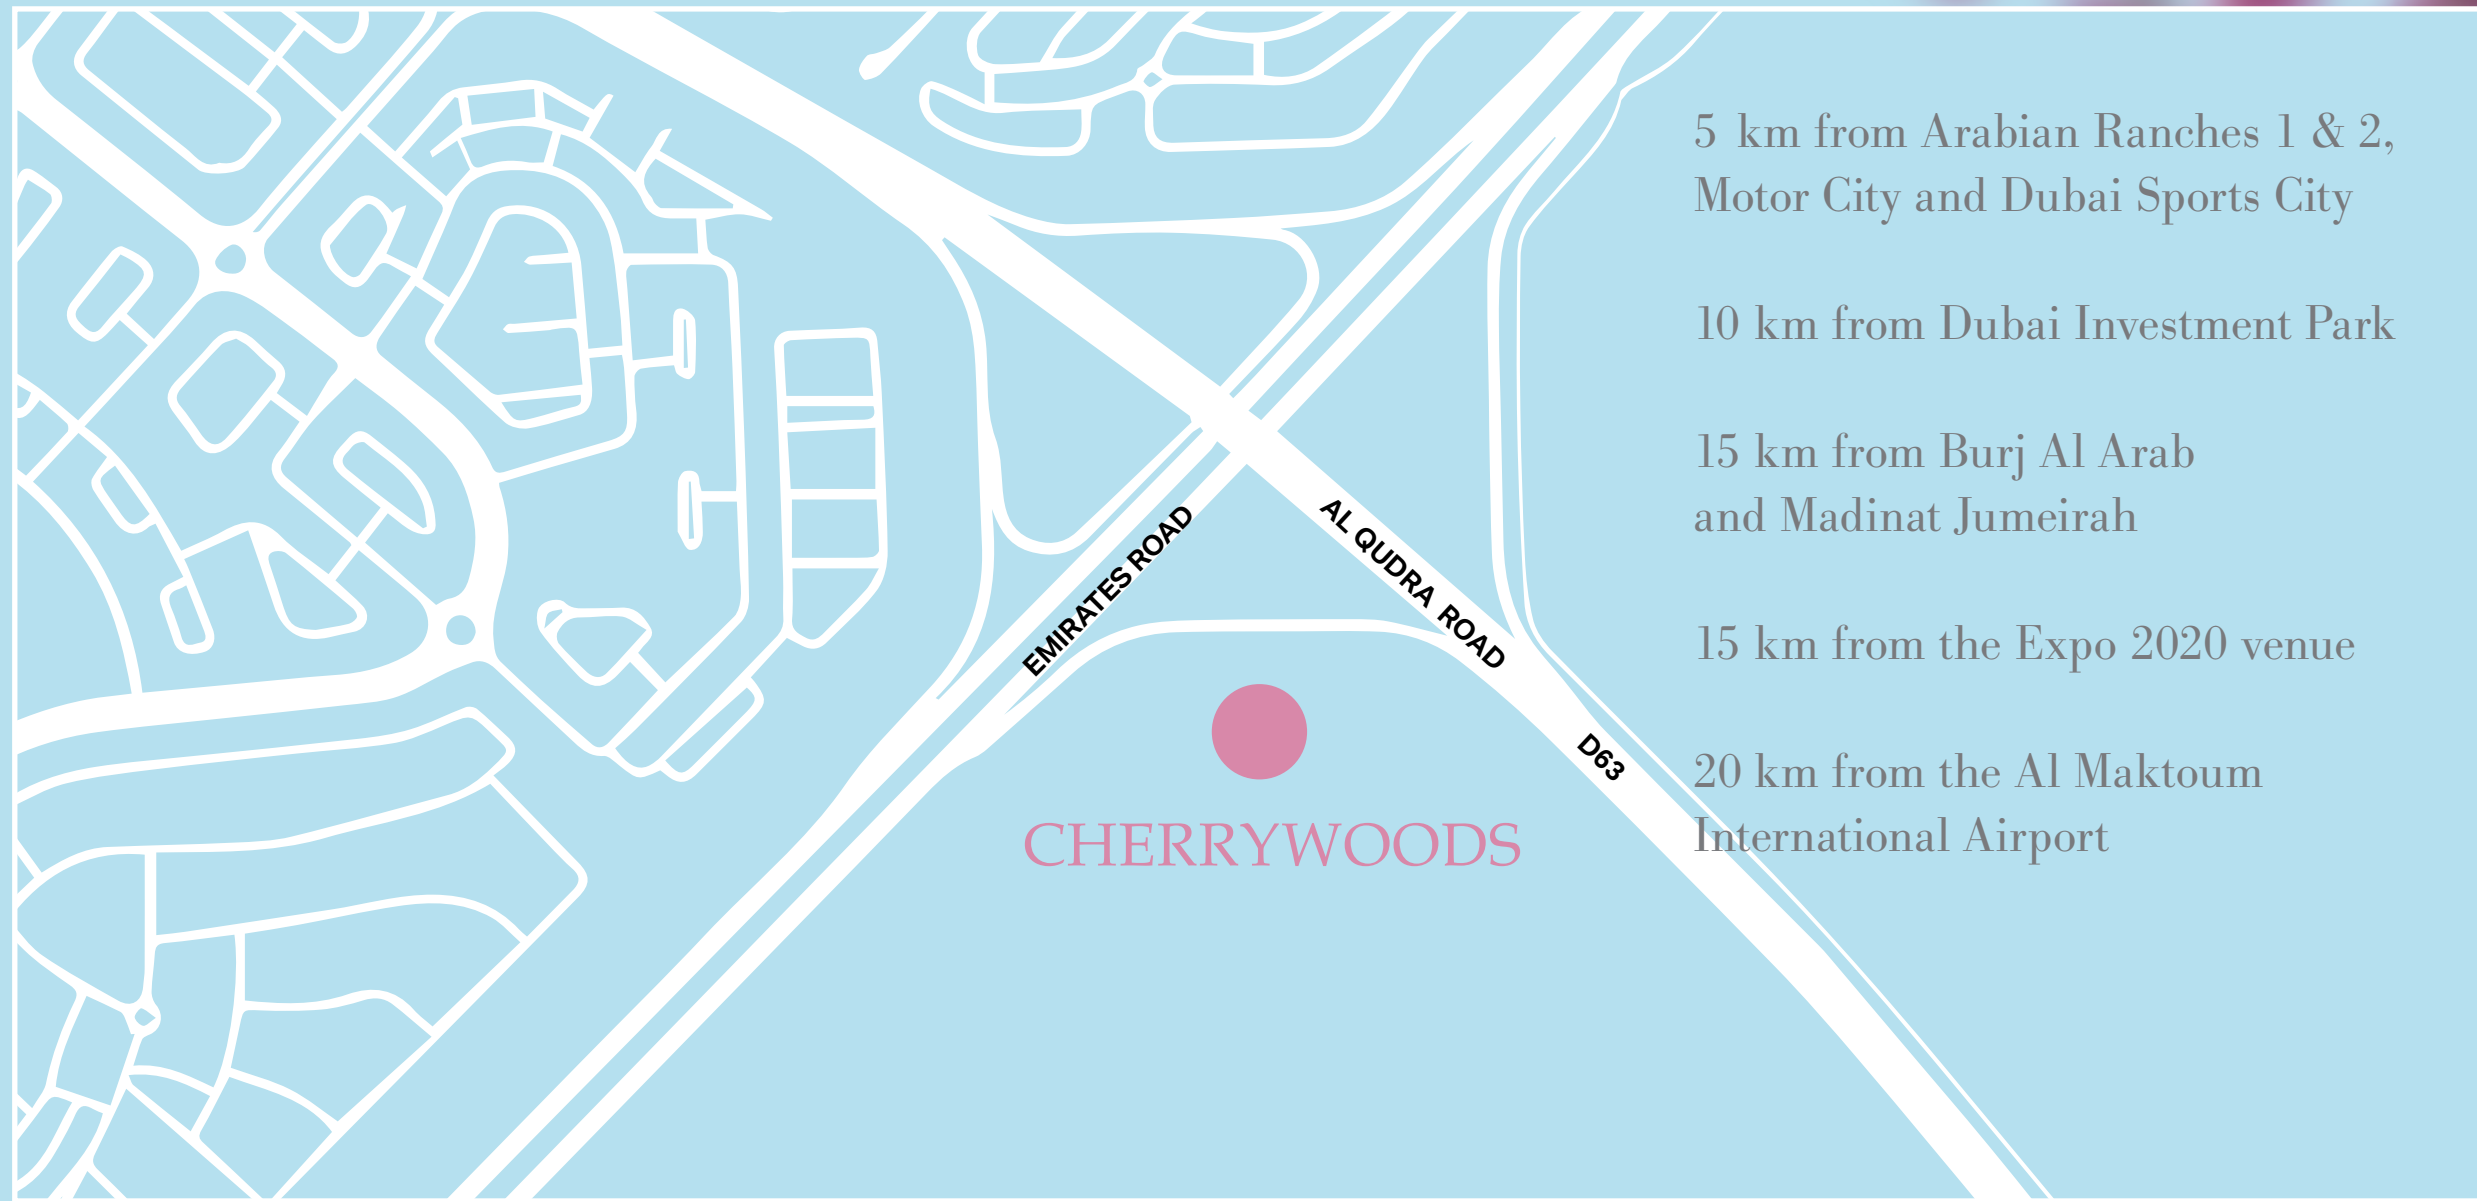 5 km from Arabian Ranches 1 & 2,
Motor City and Dubai Sports City
10 km from Dubai Investment Park
15 km from Burj Al Arab
and Madinat Jumeirah
15 km from the Expo 2020 venue
20 km from the Al Maktoum
International Airport
EMIRATES ROAD
AL QUDRA ROAD
D63
CHERRYWOODS